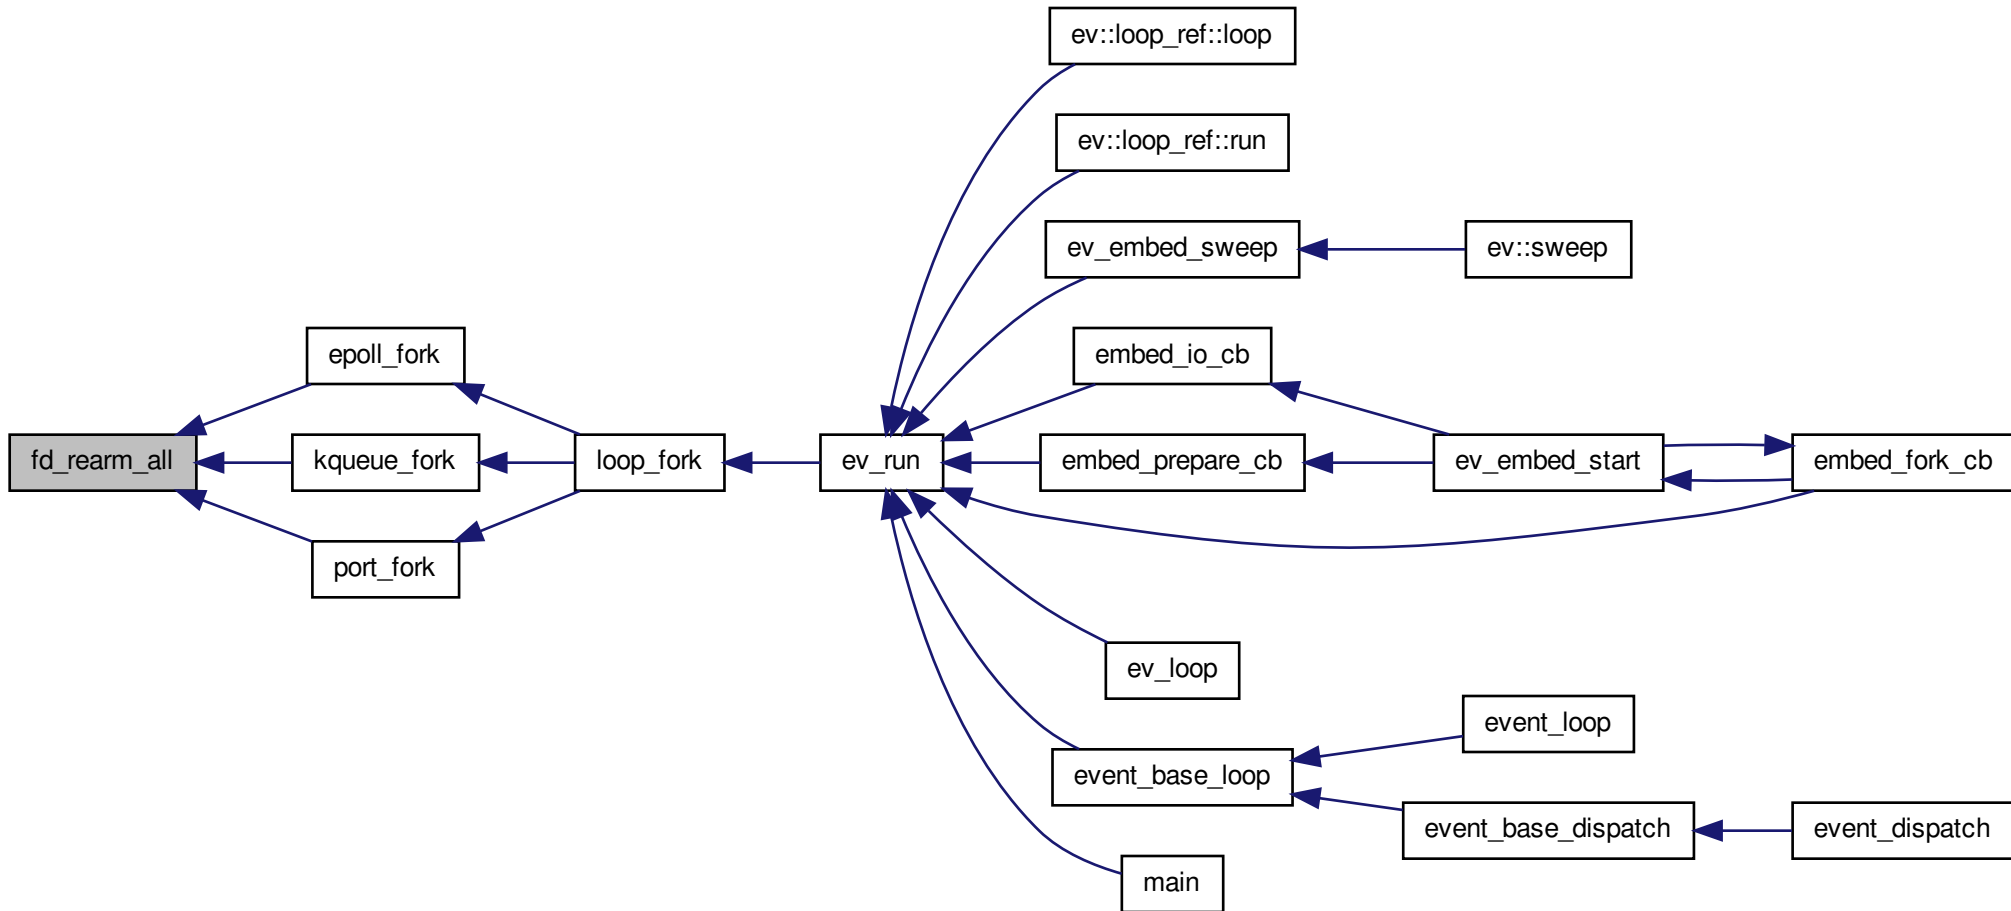 ev::loop_ref::loop
ev::loop_ref::run
ev_embed_sweep
ev::sweep
epoll_fork
embed_io_cb
fd_rearm_all
kqueue_fork
loop_fork
ev_run
embed_prepare_cb
ev_embed_start
embed_fork_cb
port_fork
ev_loop
event_loop
event_base_loop
event_base_dispatch
event_dispatch
main